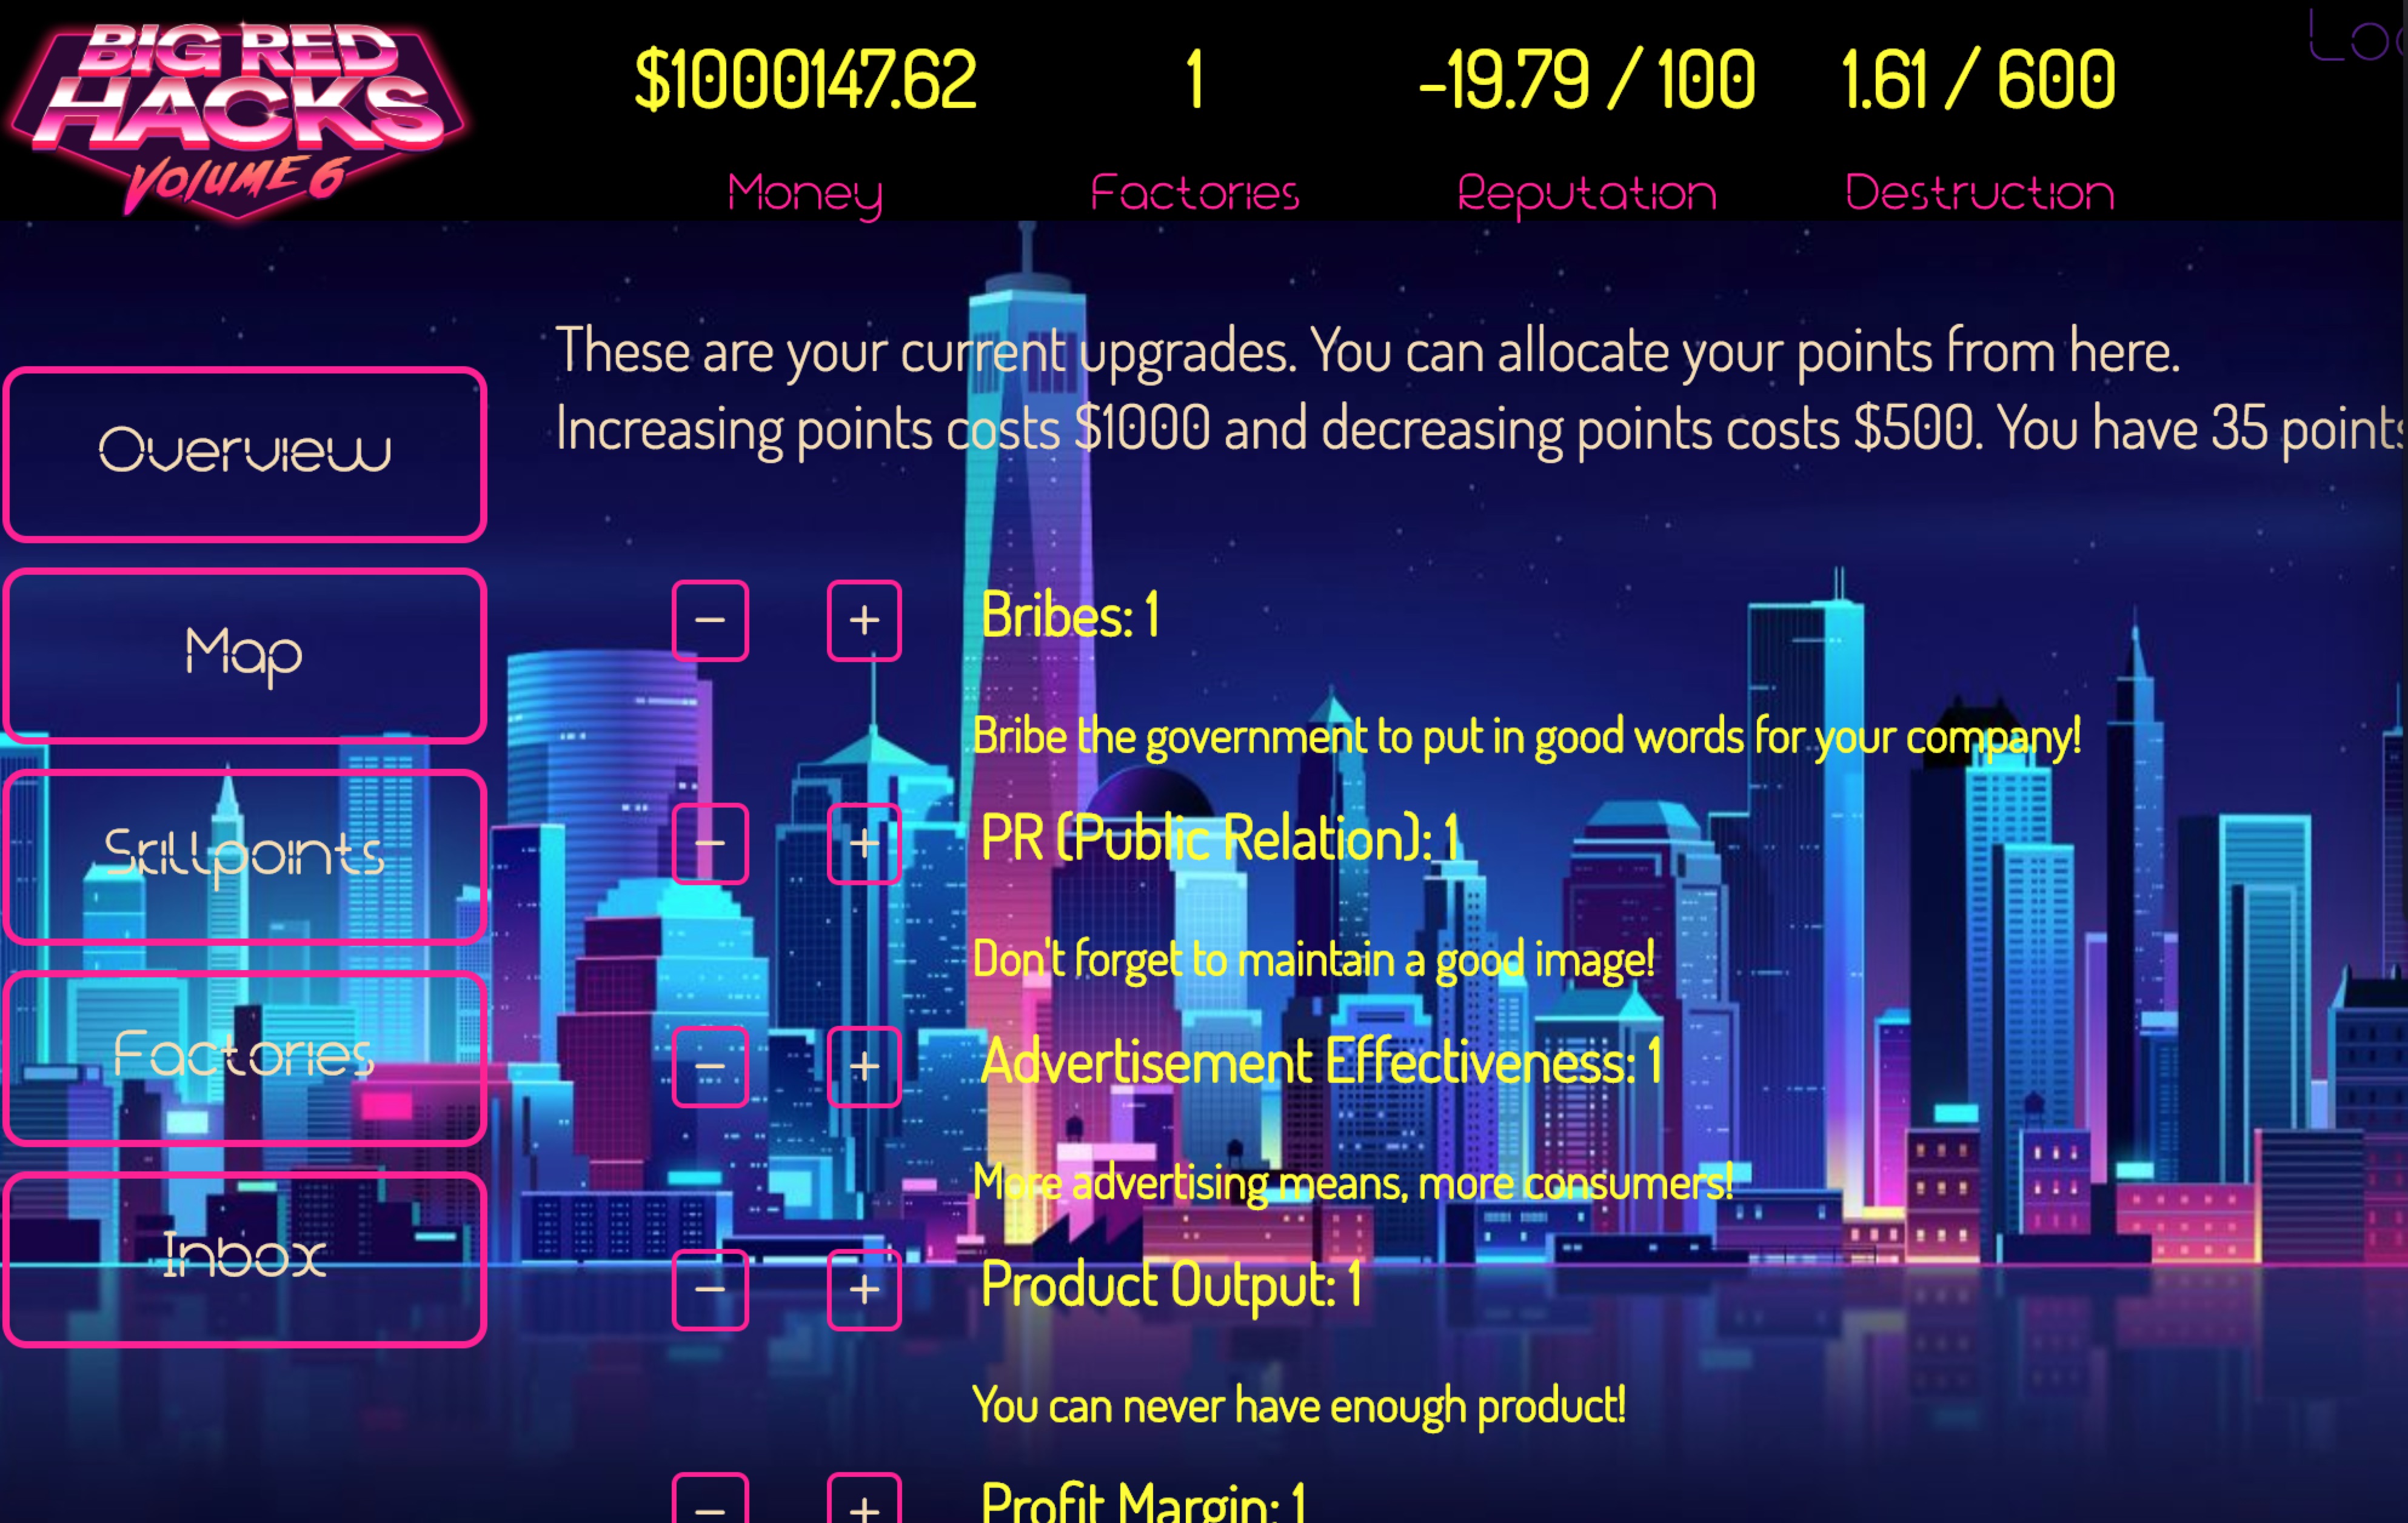 BIG RED
HACKS
VOLUME 6
$1000147.62
1
-19.79 / 100
1.61 / 600
Money
Factories
Reputation
Destruction
These are your current upgrades. You can allocate your points from here.
Increasing points costs $1000 and decreasing points costs $500. You have 35 points
Overview
Map
Skillpoints
Factories
Inbox
− + Bribes: 1
Bribe the government to put in good words for your company!
− + PR (Public Relation): 1
Don't forget to maintain a good image!
− + Advertisement Effectiveness: 1
More advertising means, more consumers!
− + Product Output: 1
You can never have enough product!
− + Profit Margin: 1